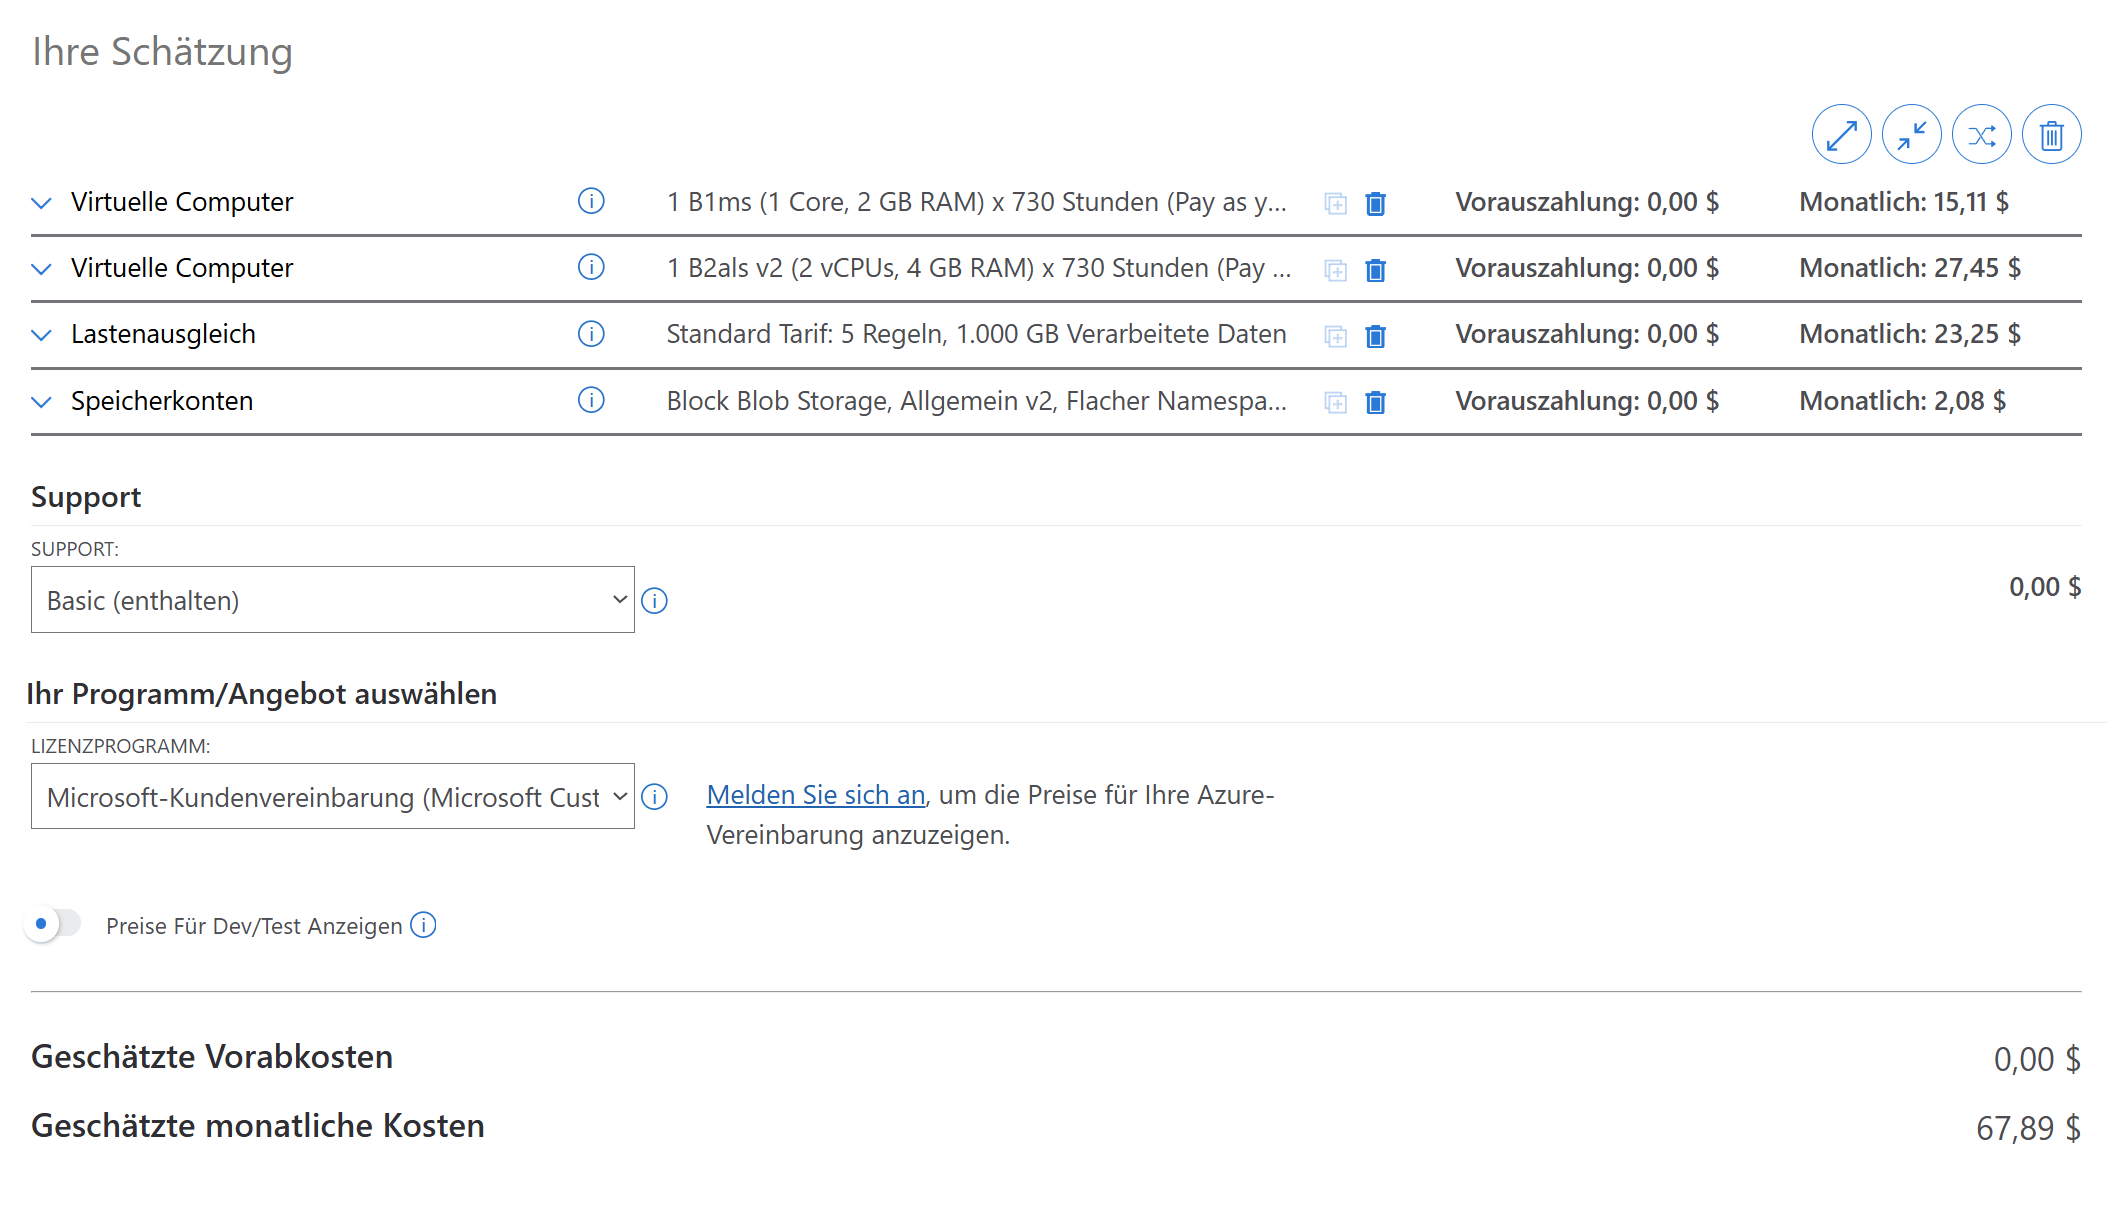 Ihre Schätzung
Virtuelle Computer 1 B1ms (1 Core, 2 GB RAM) x 730 Stunden (Pay as y... Vorauszahlung: 0,00 $ Monatlich: 15,11 $
Virtuelle Computer 1 B2als v2 (2 vCPUs, 4 GB RAM) x 730 Stunden (Pay ... Vorauszahlung: 0,00 $ Monatlich: 27,45 $
Lastenausgleich Standard Tarif: 5 Regeln, 1.000 GB Verarbeitete Daten Vorauszahlung: 0,00 $ Monatlich: 23,25 $
Speicherkonten Block Blob Storage, Allgemein v2, Flacher Namespa... Vorauszahlung: 0,00 $ Monatlich: 2,08 $
Support
SUPPORT:
Basic (enthalten) 0,00 $
Ihr Programm/Angebot auswählen
LIZENZPROGRAMM:
Microsoft-Kundenvereinbarung (Microsoft Cust Melden Sie sich an, um die Preise für Ihre Azure-
Vereinbarung anzuzeigen.
Preise Für Dev/Test Anzeigen
Geschätzte Vorabkosten 0,00 $
Geschätzte monatliche Kosten 67,89 $